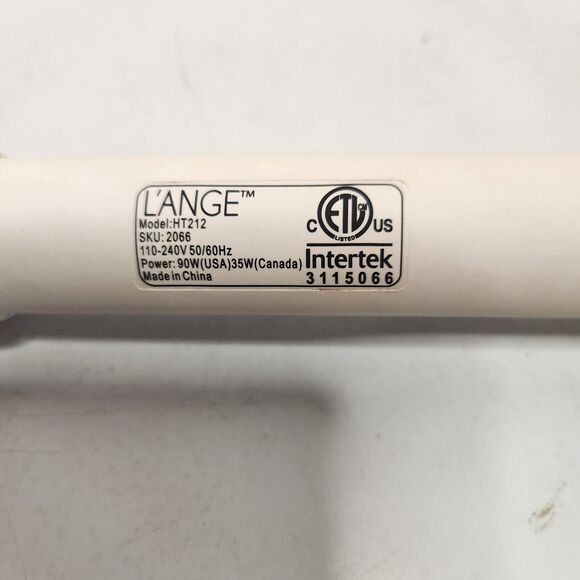 L'ANGE™
Model:HT212
SKU: 2066
110-240V 50/60Hz
Power: 90W(USA)35W(Canada)
Made in China
ETL CM
LISTED
C US
Intertek
3115066